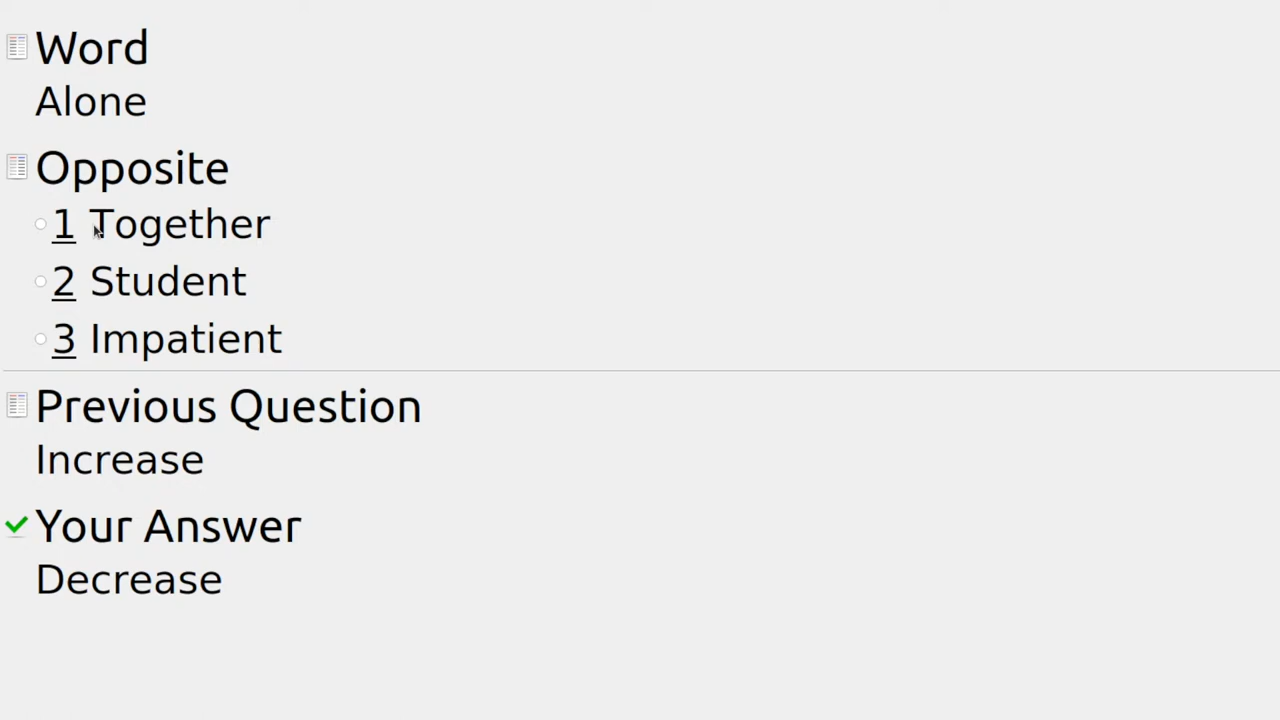 Word
Alone
Opposite
1 Together
2 Student
3 Impatient
Previous Question
Increase
Your Answer
Decrease